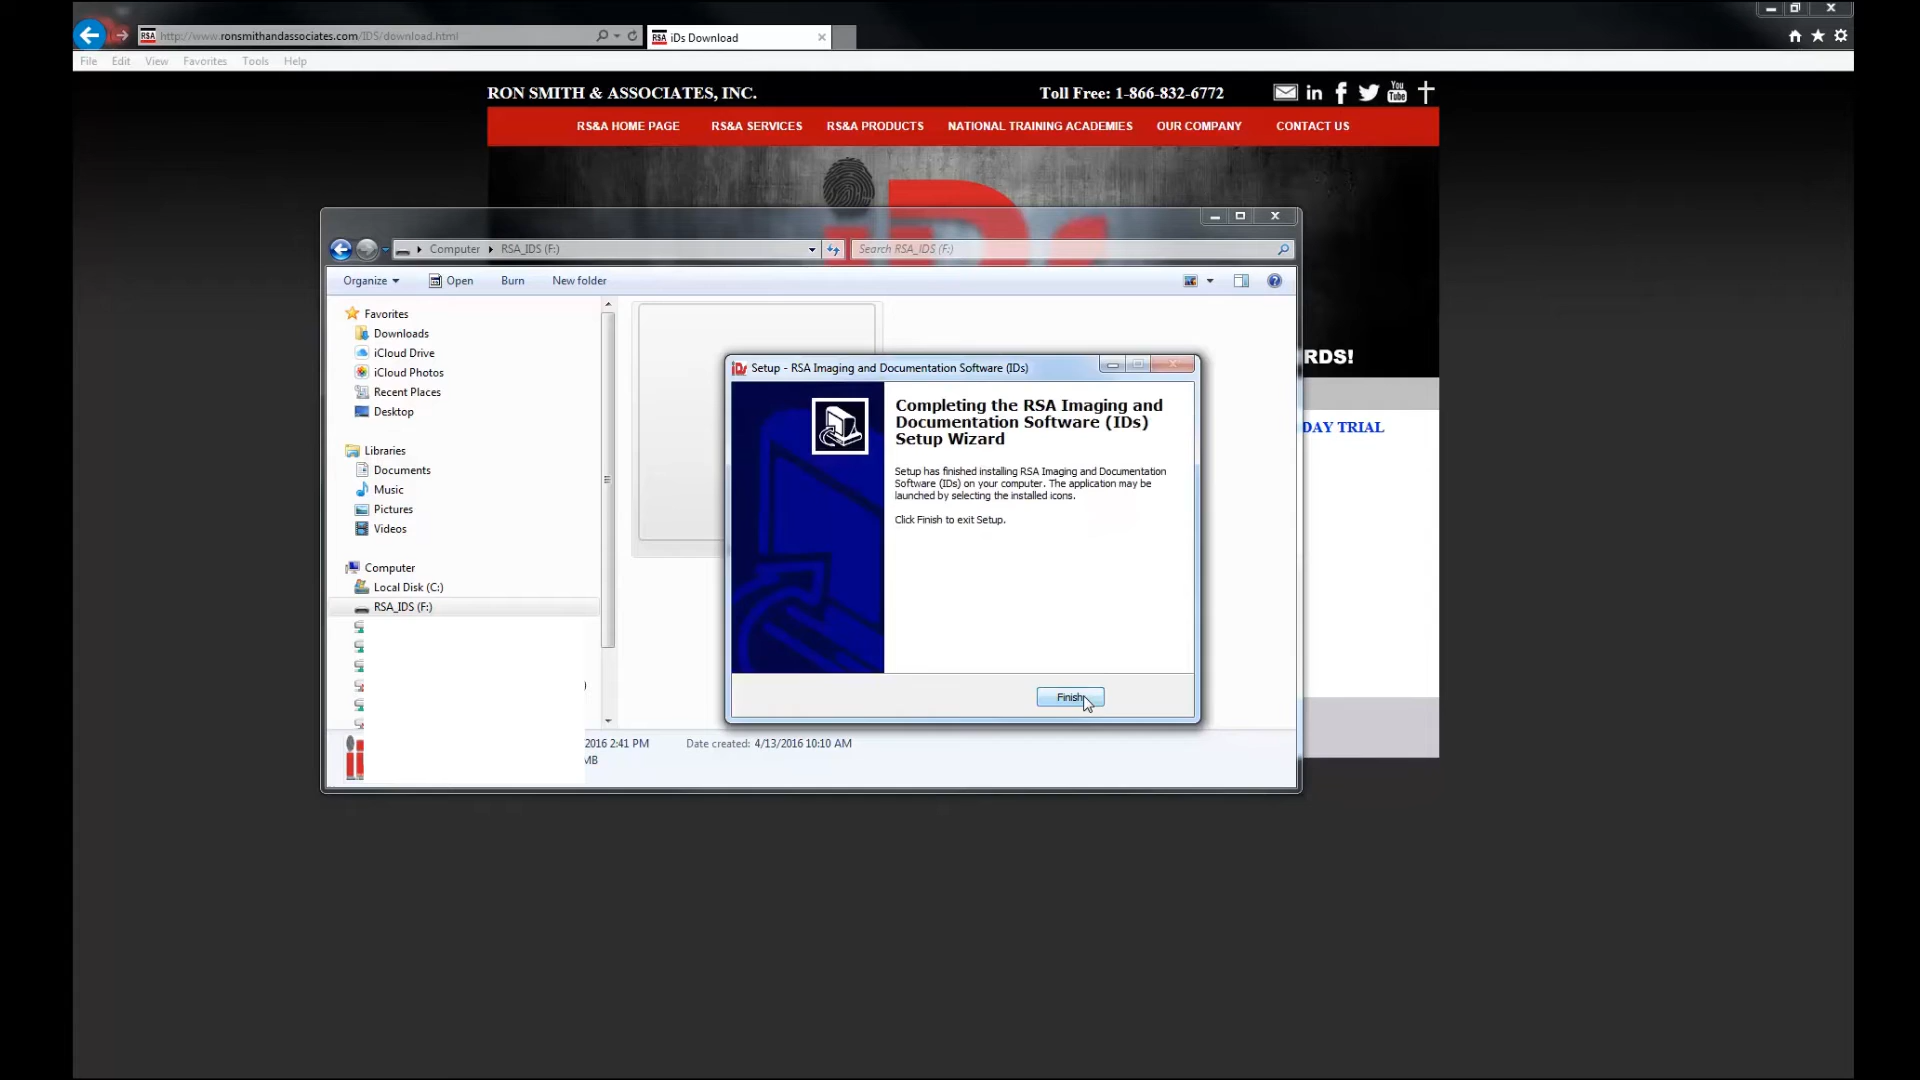 http://www.ronsmithandassociates.com/IDS/download.html
RSA iDs Download
File Edit View Favorites Tools Help
RON SMITH & ASSOCIATES, INC.
Toll Free: 1-866-832-6772
You Tube
RS&A HOME PAGE RS&A SERVICES RS&A PRODUCTS NATIONAL TRAINING ACADEMIES OUR COMPANY CONTACT US
Computer RSA_IDS (F:)
Search RSA_IDS (F:)
Organize Open Burn New folder
Favorites
Downloads
iCloud Drive
iCloud Photos
Recent Places
Desktop
Libraries
Documents
Music
Pictures
Videos
Computer
Local Disk (C:)
RSA_IDS (F:)
)
2016 2:41 PM Date created: 4/13/2016 10:10 AM
MB
RDS!
DAY TRIAL
Setup - RSA Imaging and Documentation Software (IDs)
Completing the RSA Imaging and
Documentation Software (IDs)
Setup Wizard
Setup has finished installing RSA Imaging and Documentation
Software (IDs) on your computer. The application may be
launched by selecting the installed icons.
Click Finish to exit Setup.
Finish